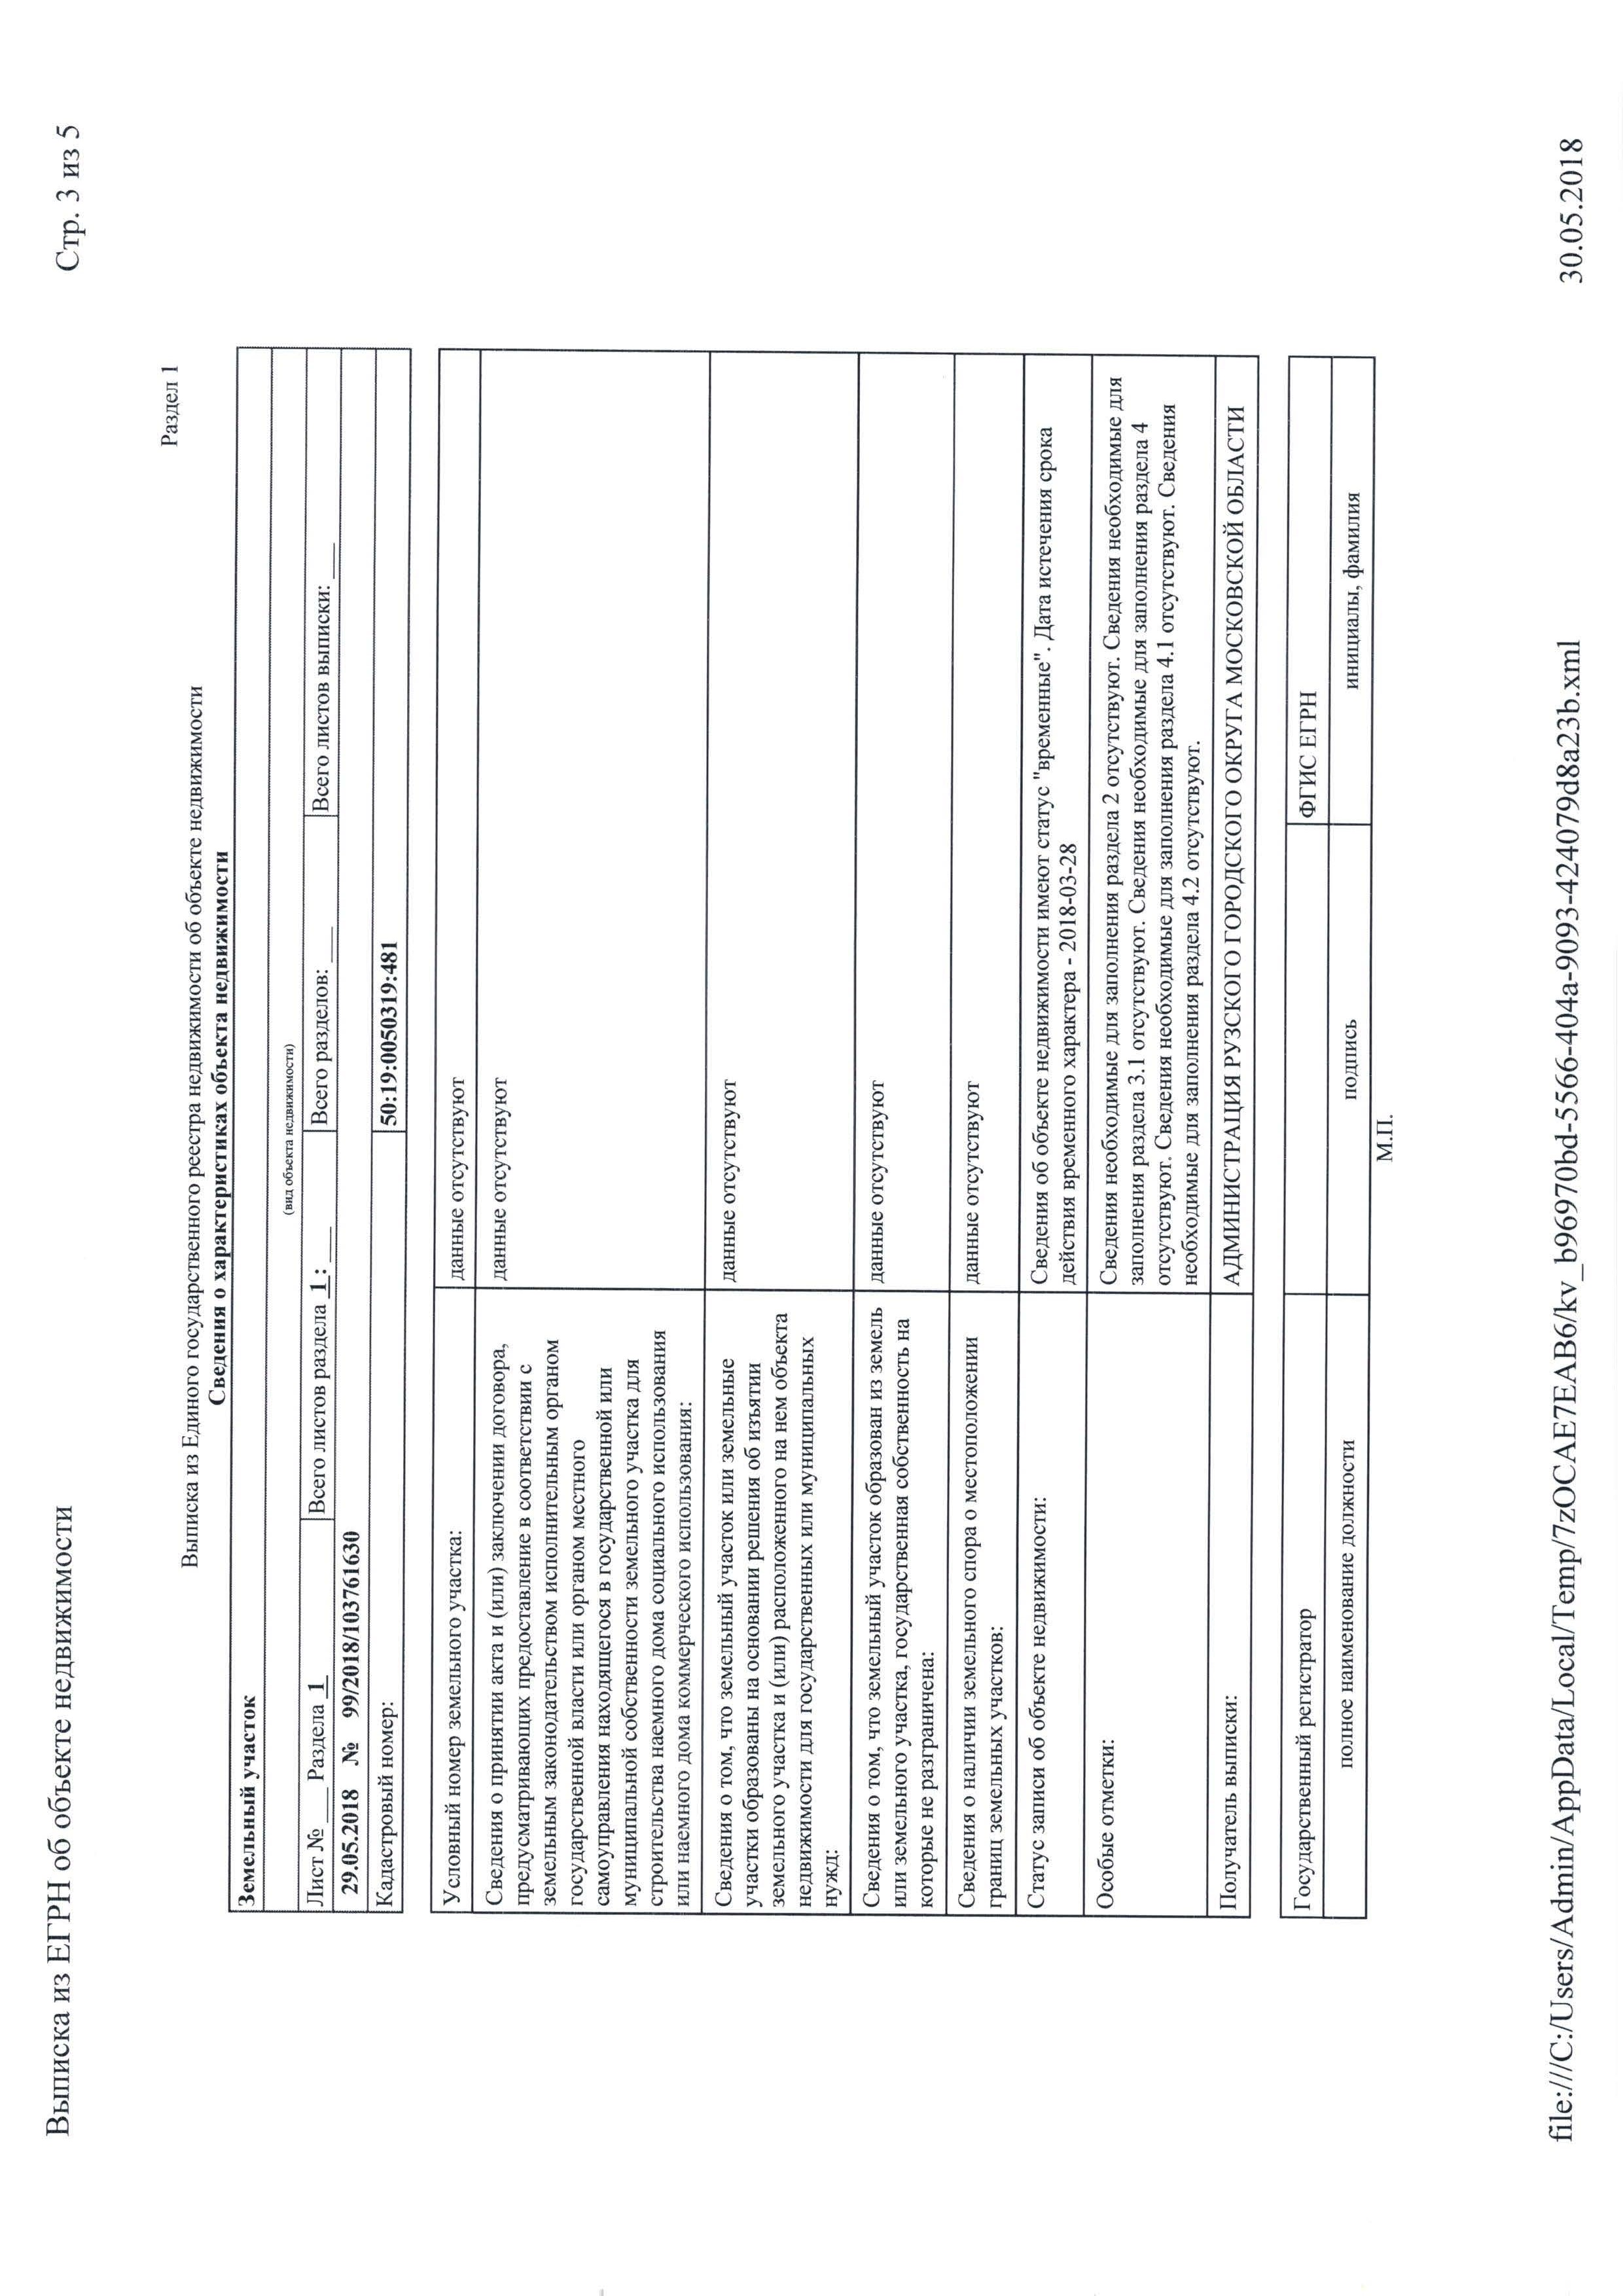 Выписка из ЕГРН об объекте недвижимости
Стр. 3 из 5
Раздел 1
Выписка из Единого государственного реестра недвижимости об объекте недвижимости
Сведения о характеристиках объекта недвижимости
Земельный участок
(вид объекта недвижимости)
Лист № ___ Раздела 1
Всего листов раздела 1 : ___
Всего разделов: ___
Всего листов выписки: ___
29.05.2018 № 99/2018/103761630
Кадастровый номер:
50:19:0050319:481
Условный номер земельного участка:
данные отсутствуют
Сведения о принятии акта и (или) заключении договора,
предусматривающих предоставление в соответствии с
земельным законодательством исполнительным органом
государственной власти или органом местного
самоуправления находящегося в государственной или
муниципальной собственности земельного участка для
строительства наемного дома социального использования
или наемного дома коммерческого использования:
данные отсутствуют
Сведения о том, что земельный участок или земельные
участки образованы на основании решения об изъятии
земельного участка и (или) расположенного на нем объекта
недвижимости для государственных или муниципальных
нужд:
данные отсутствуют
Сведения о том, что земельный участок образован из земель
или земельного участка, государственная собственность на
которые не разграничена:
данные отсутствуют
Сведения о наличии земельного спора о местоположении
границ земельных участков:
данные отсутствуют
Статус записи об объекте недвижимости:
Сведения об объекте недвижимости имеют статус "временные". Дата истечения срока
действия временного характера - 2018-03-28
Особые отметки:
Сведения необходимые для заполнения раздела 2 отсутствуют. Сведения необходимые для
заполнения раздела 3.1 отсутствуют. Сведения необходимые для заполнения раздела 4
отсутствуют. Сведения необходимые для заполнения раздела 4.1 отсутствуют. Сведения
необходимые для заполнения раздела 4.2 отсутствуют.
Получатель выписки:
АДМИНИСТРАЦИЯ РУЗСКОГО ГОРОДСКОГО ОКРУГА МОСКОВСКОЙ ОБЛАСТИ
Государственный регистратор
ФГИС ЕГРН
полное наименование должности
подпись
инициалы, фамилия
М.П.
file:///C:/Users/Admin/AppData/Local/Temp/7zOCAE7EAB6/kv_b96970bd-5566-404a-9093-424079d8a23b.xml
30.05.2018